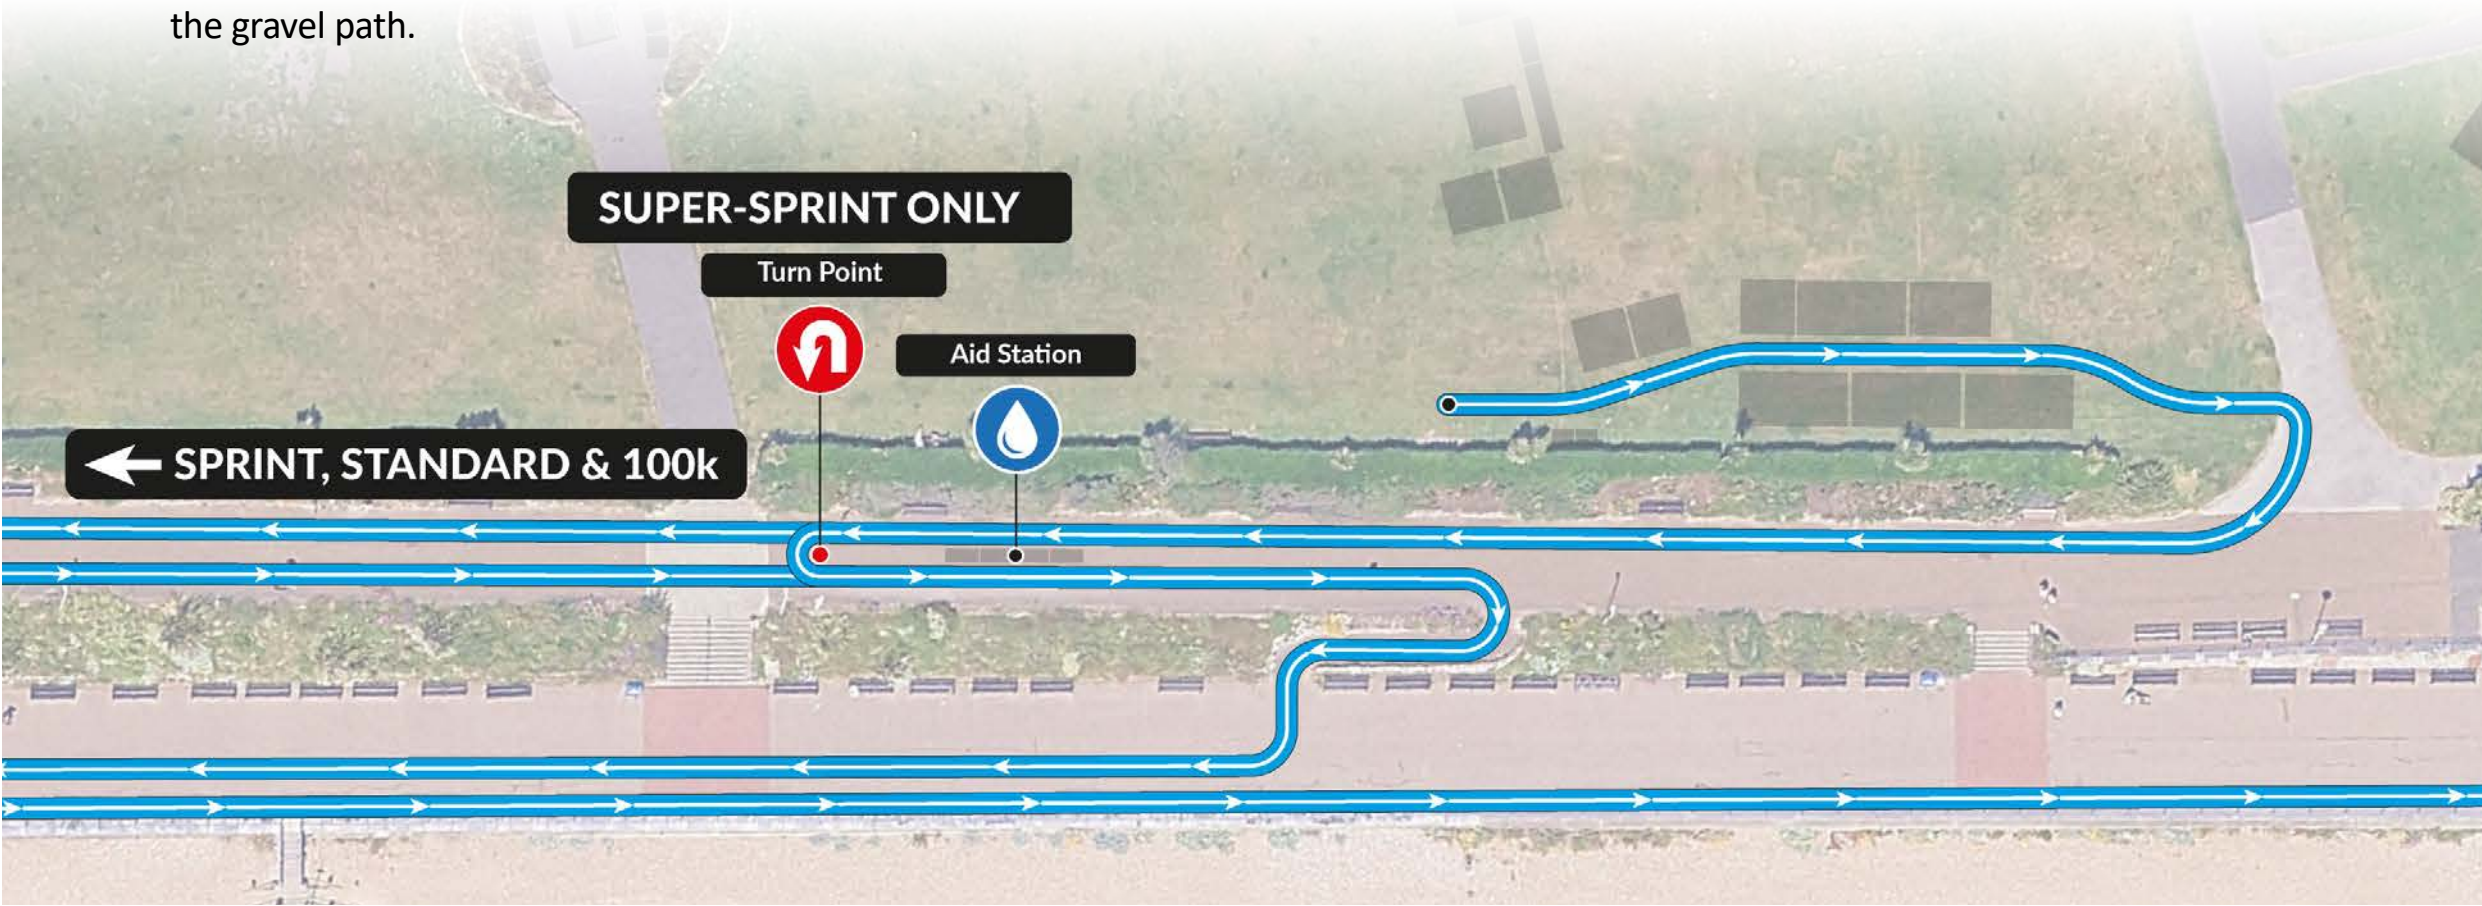 the gravel path.
SUPER-SPRINT ONLY
Turn Point
Aid Station
SPRINT, STANDARD & 100k